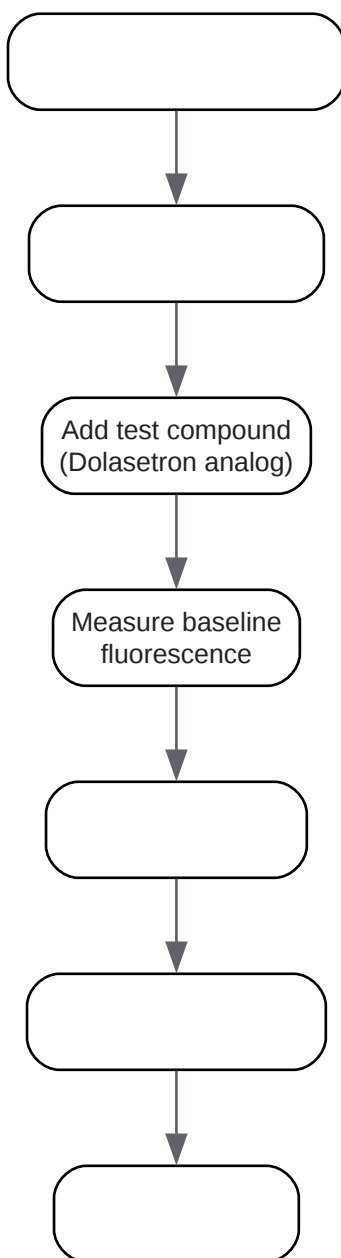 Add test compound
(Dolasetron analog)
Measure baseline
fluorescence